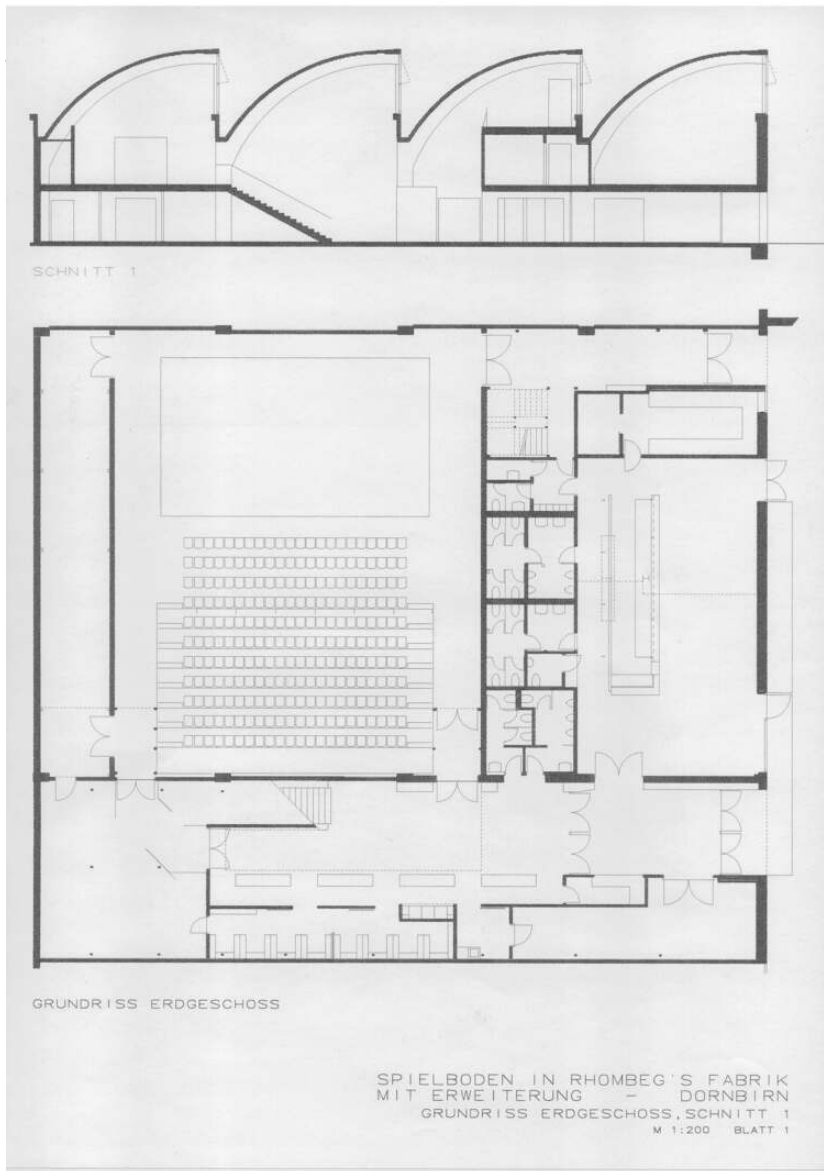 SCHNITT 1
GRUNDRISS ERDGESCHOSS
SPIELBODEN IN RHOMBEG'S FABRIK
MIT ERWEITERUNG – DORNBIRN
GRUNDRISS ERDGESCHOSS, SCHNITT 1
M 1:200 BLATT 1